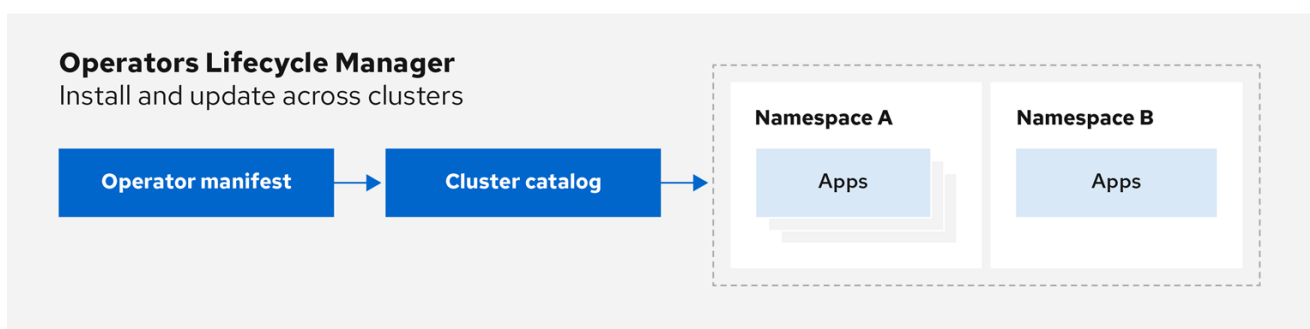 Operators Lifecycle Manager
Install and update across clusters
Operator manifest
Cluster catalog
Namespace A
Apps
Namespace B
Apps